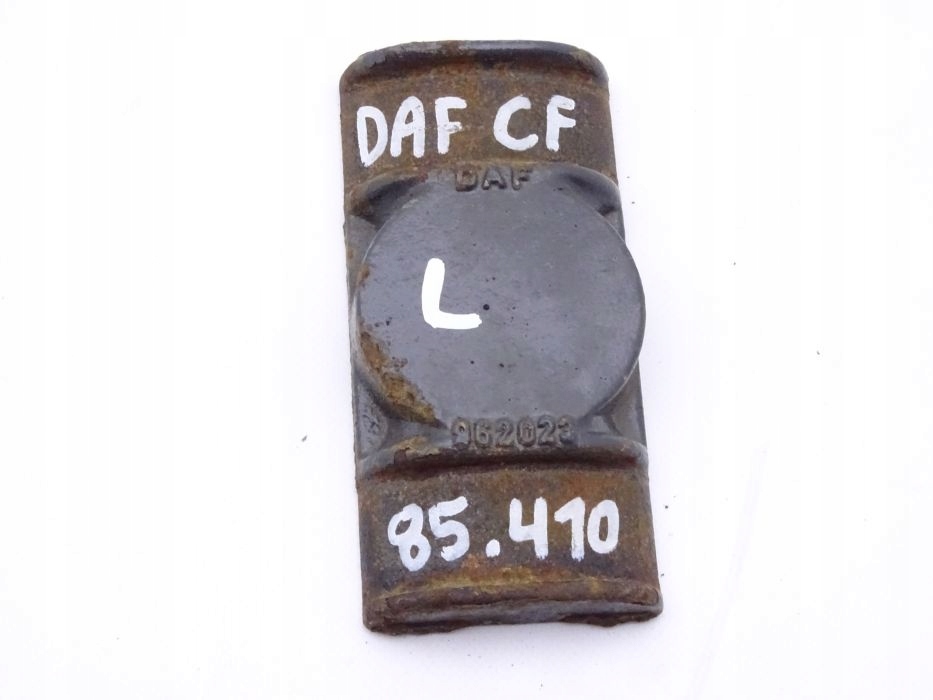 DAF CF
DAF
L
962023
85.410